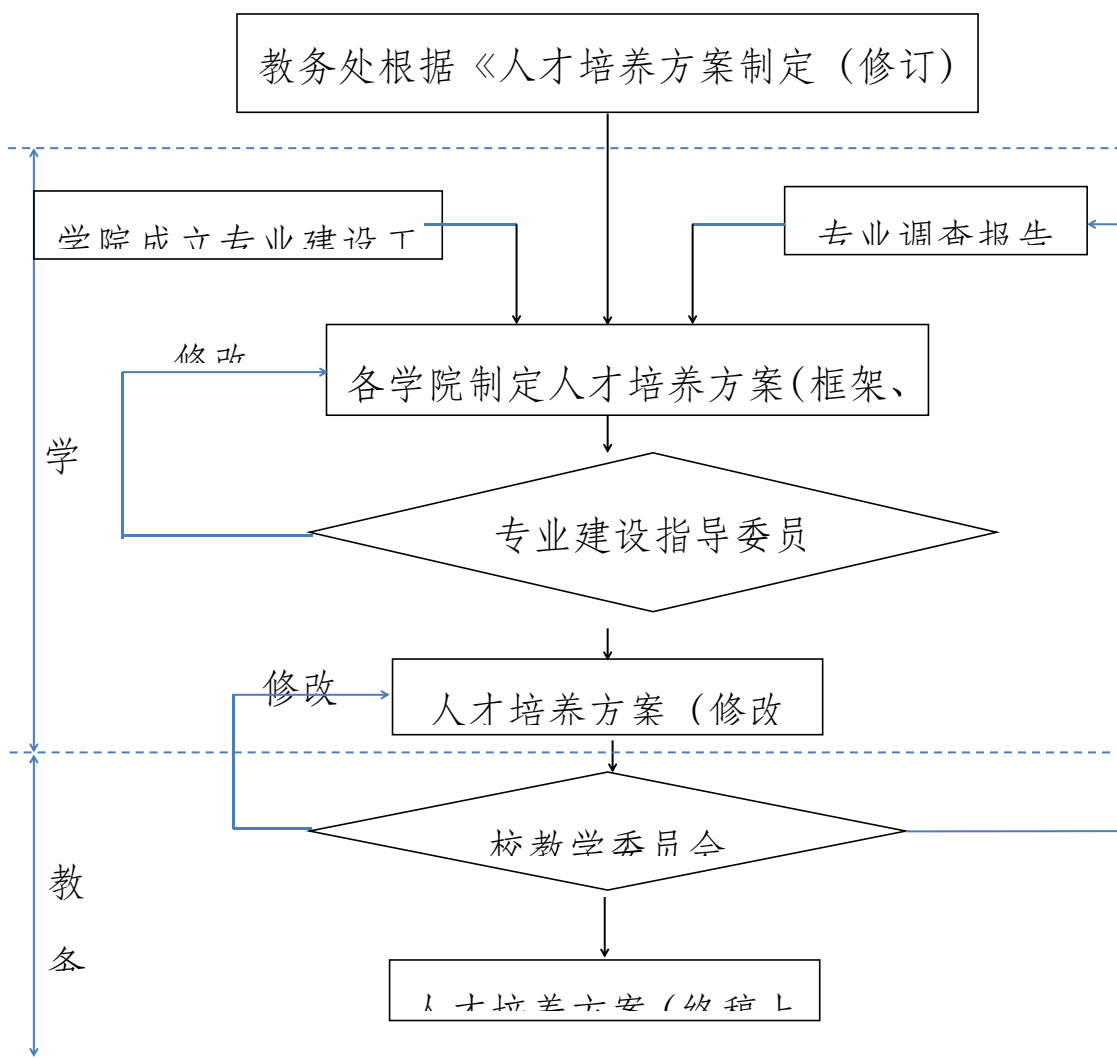 教务处根据《人才培养方案制定（修订）
学院成立专业建设工
专业调查报告
修改
各学院制定人才培养方案(框架、
学
专业建设指导委员
修改
人才培养方案（修改
校教学委员会
教
务
人才培养方案(终稿上